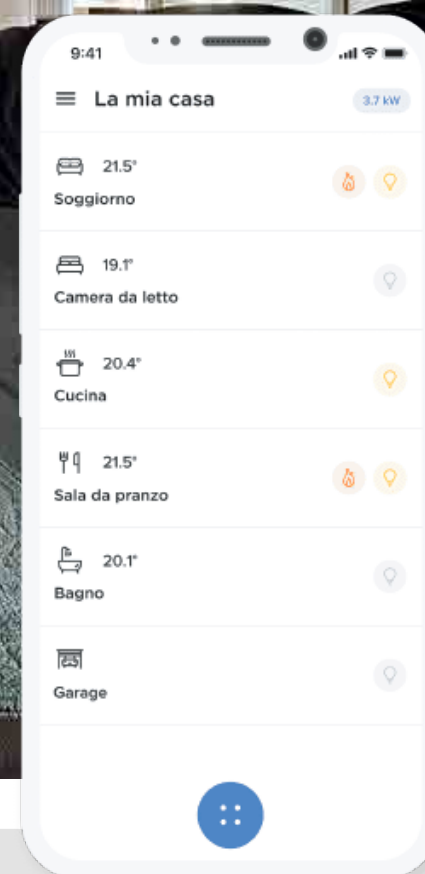 9:41
La mia casa
3.7 kW
21.5°
Soggiorno
19.1°
Camera da letto
20.4°
Cucina
21.5°
Sala da pranzo
20.1°
Bagno
Garage